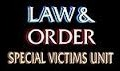 LAW &
ORDER
SPECIAL VICTIMS UNIT